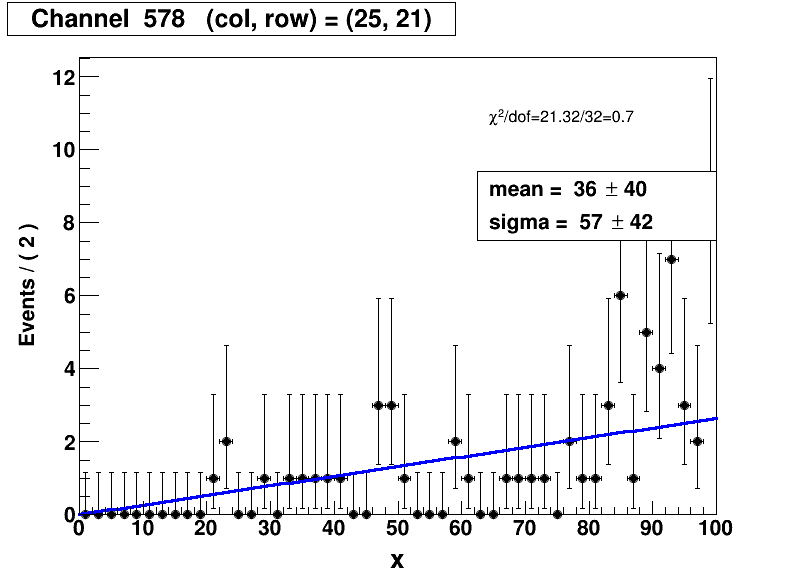 Channel 578 (col, row) = (25, 21)
χ²/dof=21.32/32=0.7
mean = 36 ± 40
sigma = 57 ± 42
Events / ( 2 )
12
10
8
6
4
2
0
0 10 20 30 40 50 60 70 80 90 100
x